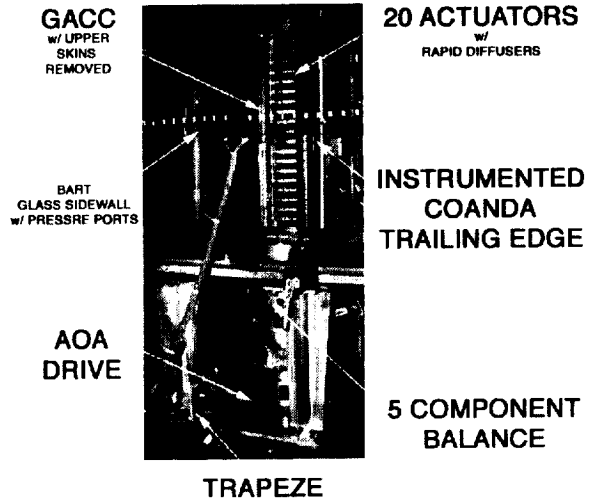 GACC
w/ UPPER
SKINS
REMOVED
20 ACTUATORS
w/
RAPID DIFFUSERS
BART
GLASS SIDEWALL
w/ PRESSRF PORTS
INSTRUMENTED
COANDA
TRAILING EDGE
AOA
DRIVE
5 COMPONENT
BALANCE
TRAPEZE